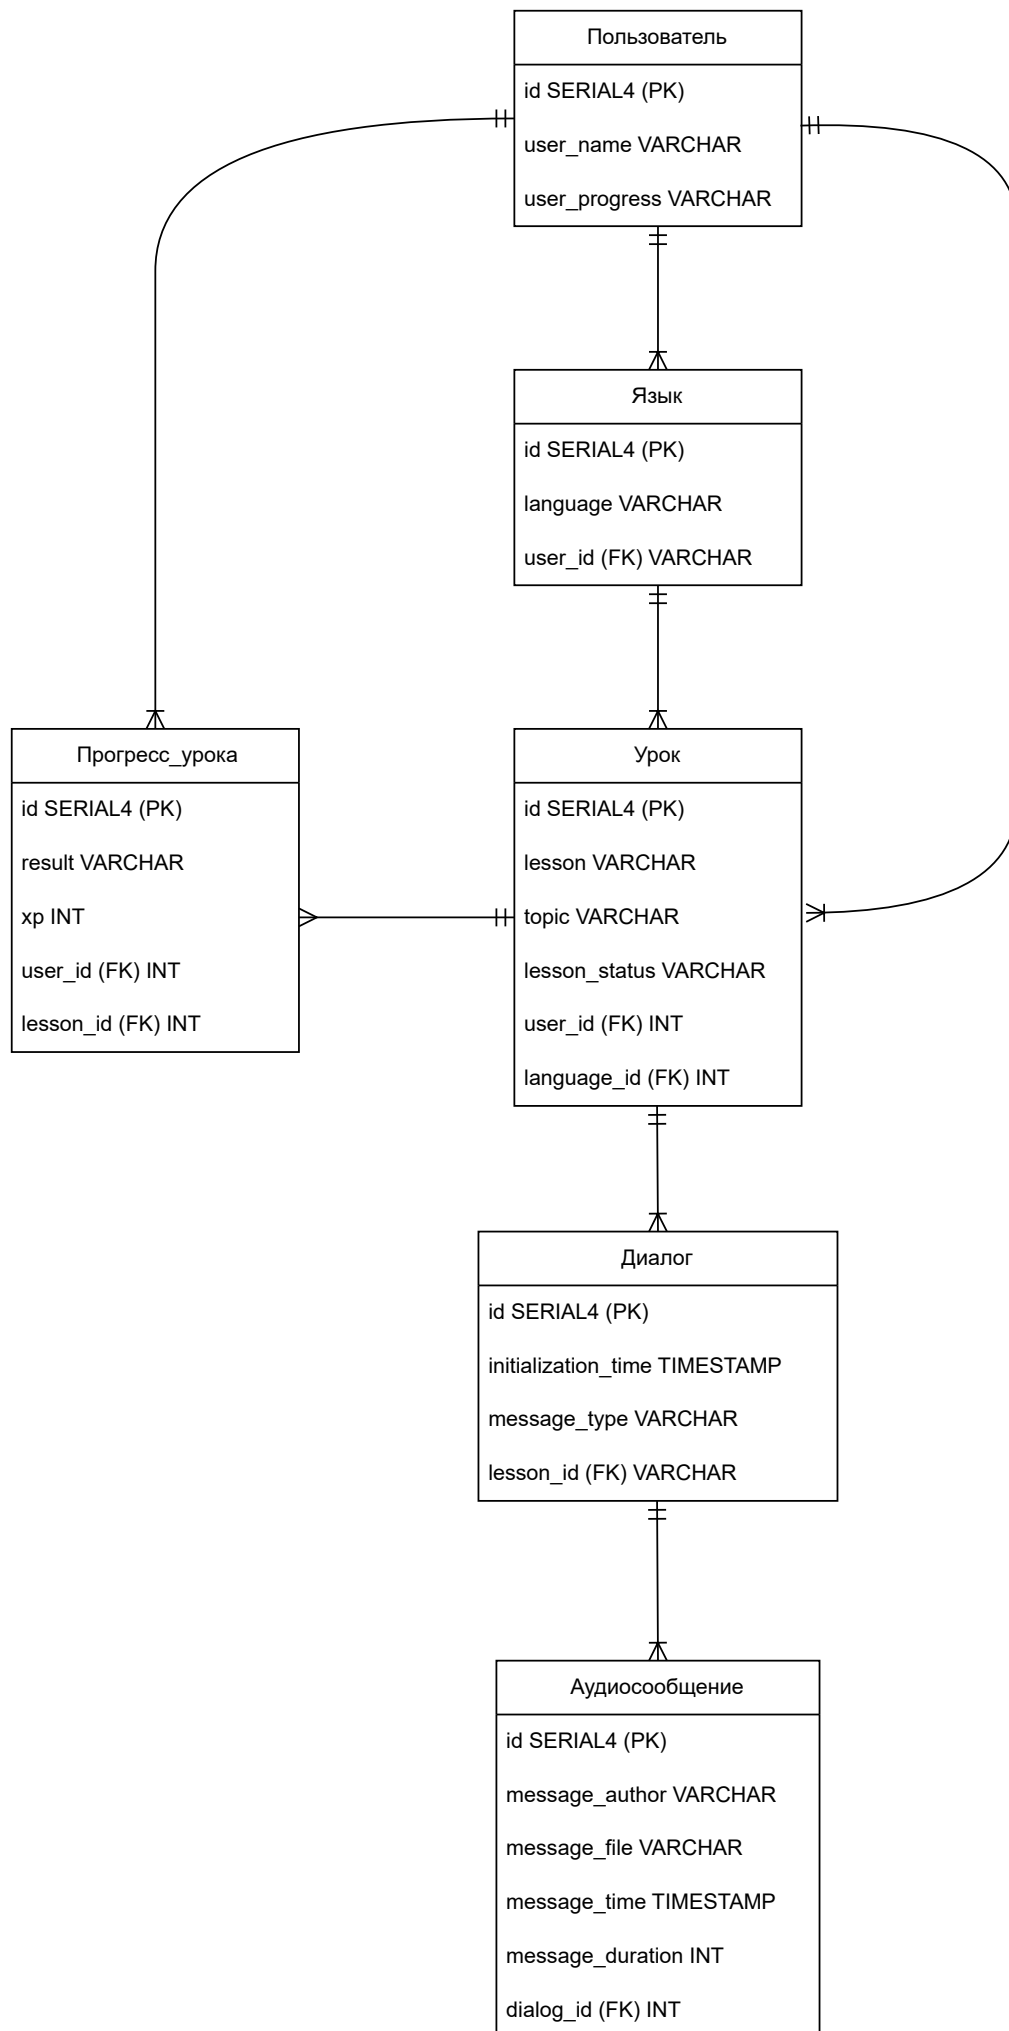 Пользователь
id SERIAL4 (PK)
user_name VARCHAR
user_progress VARCHAR
Язык
id SERIAL4 (PK)
language VARCHAR
user_id (FK) VARCHAR
Прогресс_урока
id SERIAL4 (PK)
result VARCHAR
xp INT
user_id (FK) INT
lesson_id (FK) INT
Урок
id SERIAL4 (PK)
lesson VARCHAR
topic VARCHAR
lesson_status VARCHAR
user_id (FK) INT
language_id (FK) INT
Диалог
id SERIAL4 (PK)
initialization_time TIMESTAMP
message_type VARCHAR
lesson_id (FK) VARCHAR
Аудиосообщение
id SERIAL4 (PK)
message_author VARCHAR
message_file VARCHAR
message_time TIMESTAMP
message_duration INT
dialog_id (FK) INT